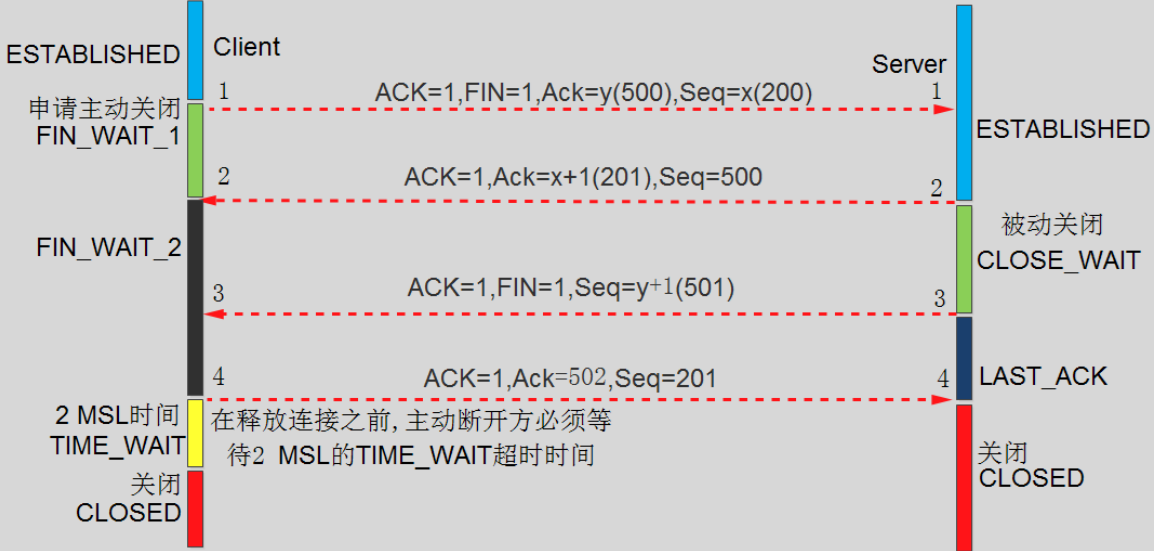 ESTABLISHED
Client
Server
1
ACK=1,FIN=1,Ack=y(500),Seq=x(200)
1
申请主动关闭
FIN_WAIT_1
ESTABLISHED
2
ACK=1,Ack=x+1(201),Seq=500
2
FIN_WAIT_2
被动关闭
CLOSE_WAIT
3
ACK=1,FIN=1,Seq=y+1(501)
3
4
ACK=1,Ack=502,Seq=201
4
LAST_ACK
2 MSL时间
TIME_WAIT
在释放连接之前,主动断开方必须等
待2 MSL的TIME_WAIT超时时间
关闭
CLOSED
关闭
CLOSED